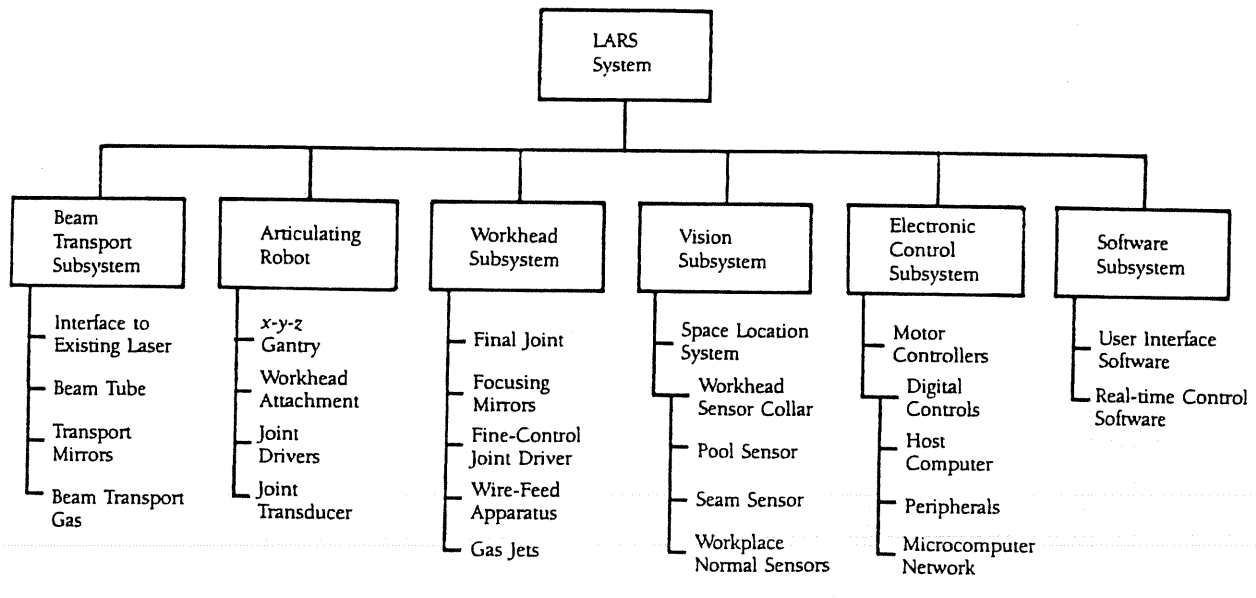 LARS
System
Beam
Transport
Subsystem
Articulating
Robot
Workhead
Subsystem
Vision
Subsystem
Electronic
Control
Subsystem
Software
Subsystem
Interface to
Existing Laser
Beam Tube
Transport
Mirrors
Beam Transport
Gas
x-y-z
Gantry
Workhead
Attachment
Joint
Drivers
Joint
Transducer
Final Joint
Focusing
Mirrors
Fine-Control
Joint Driver
Wire-Feed
Apparatus
Gas Jets
Space Location
System
Workhead
Sensor Collar
Pool Sensor
Seam Sensor
Workplace
Normal Sensors
Motor
Controllers
Digital
Controls
Host
Computer
Peripherals
Microcomputer
Network
User Interface
Software
Real-time Control
Software